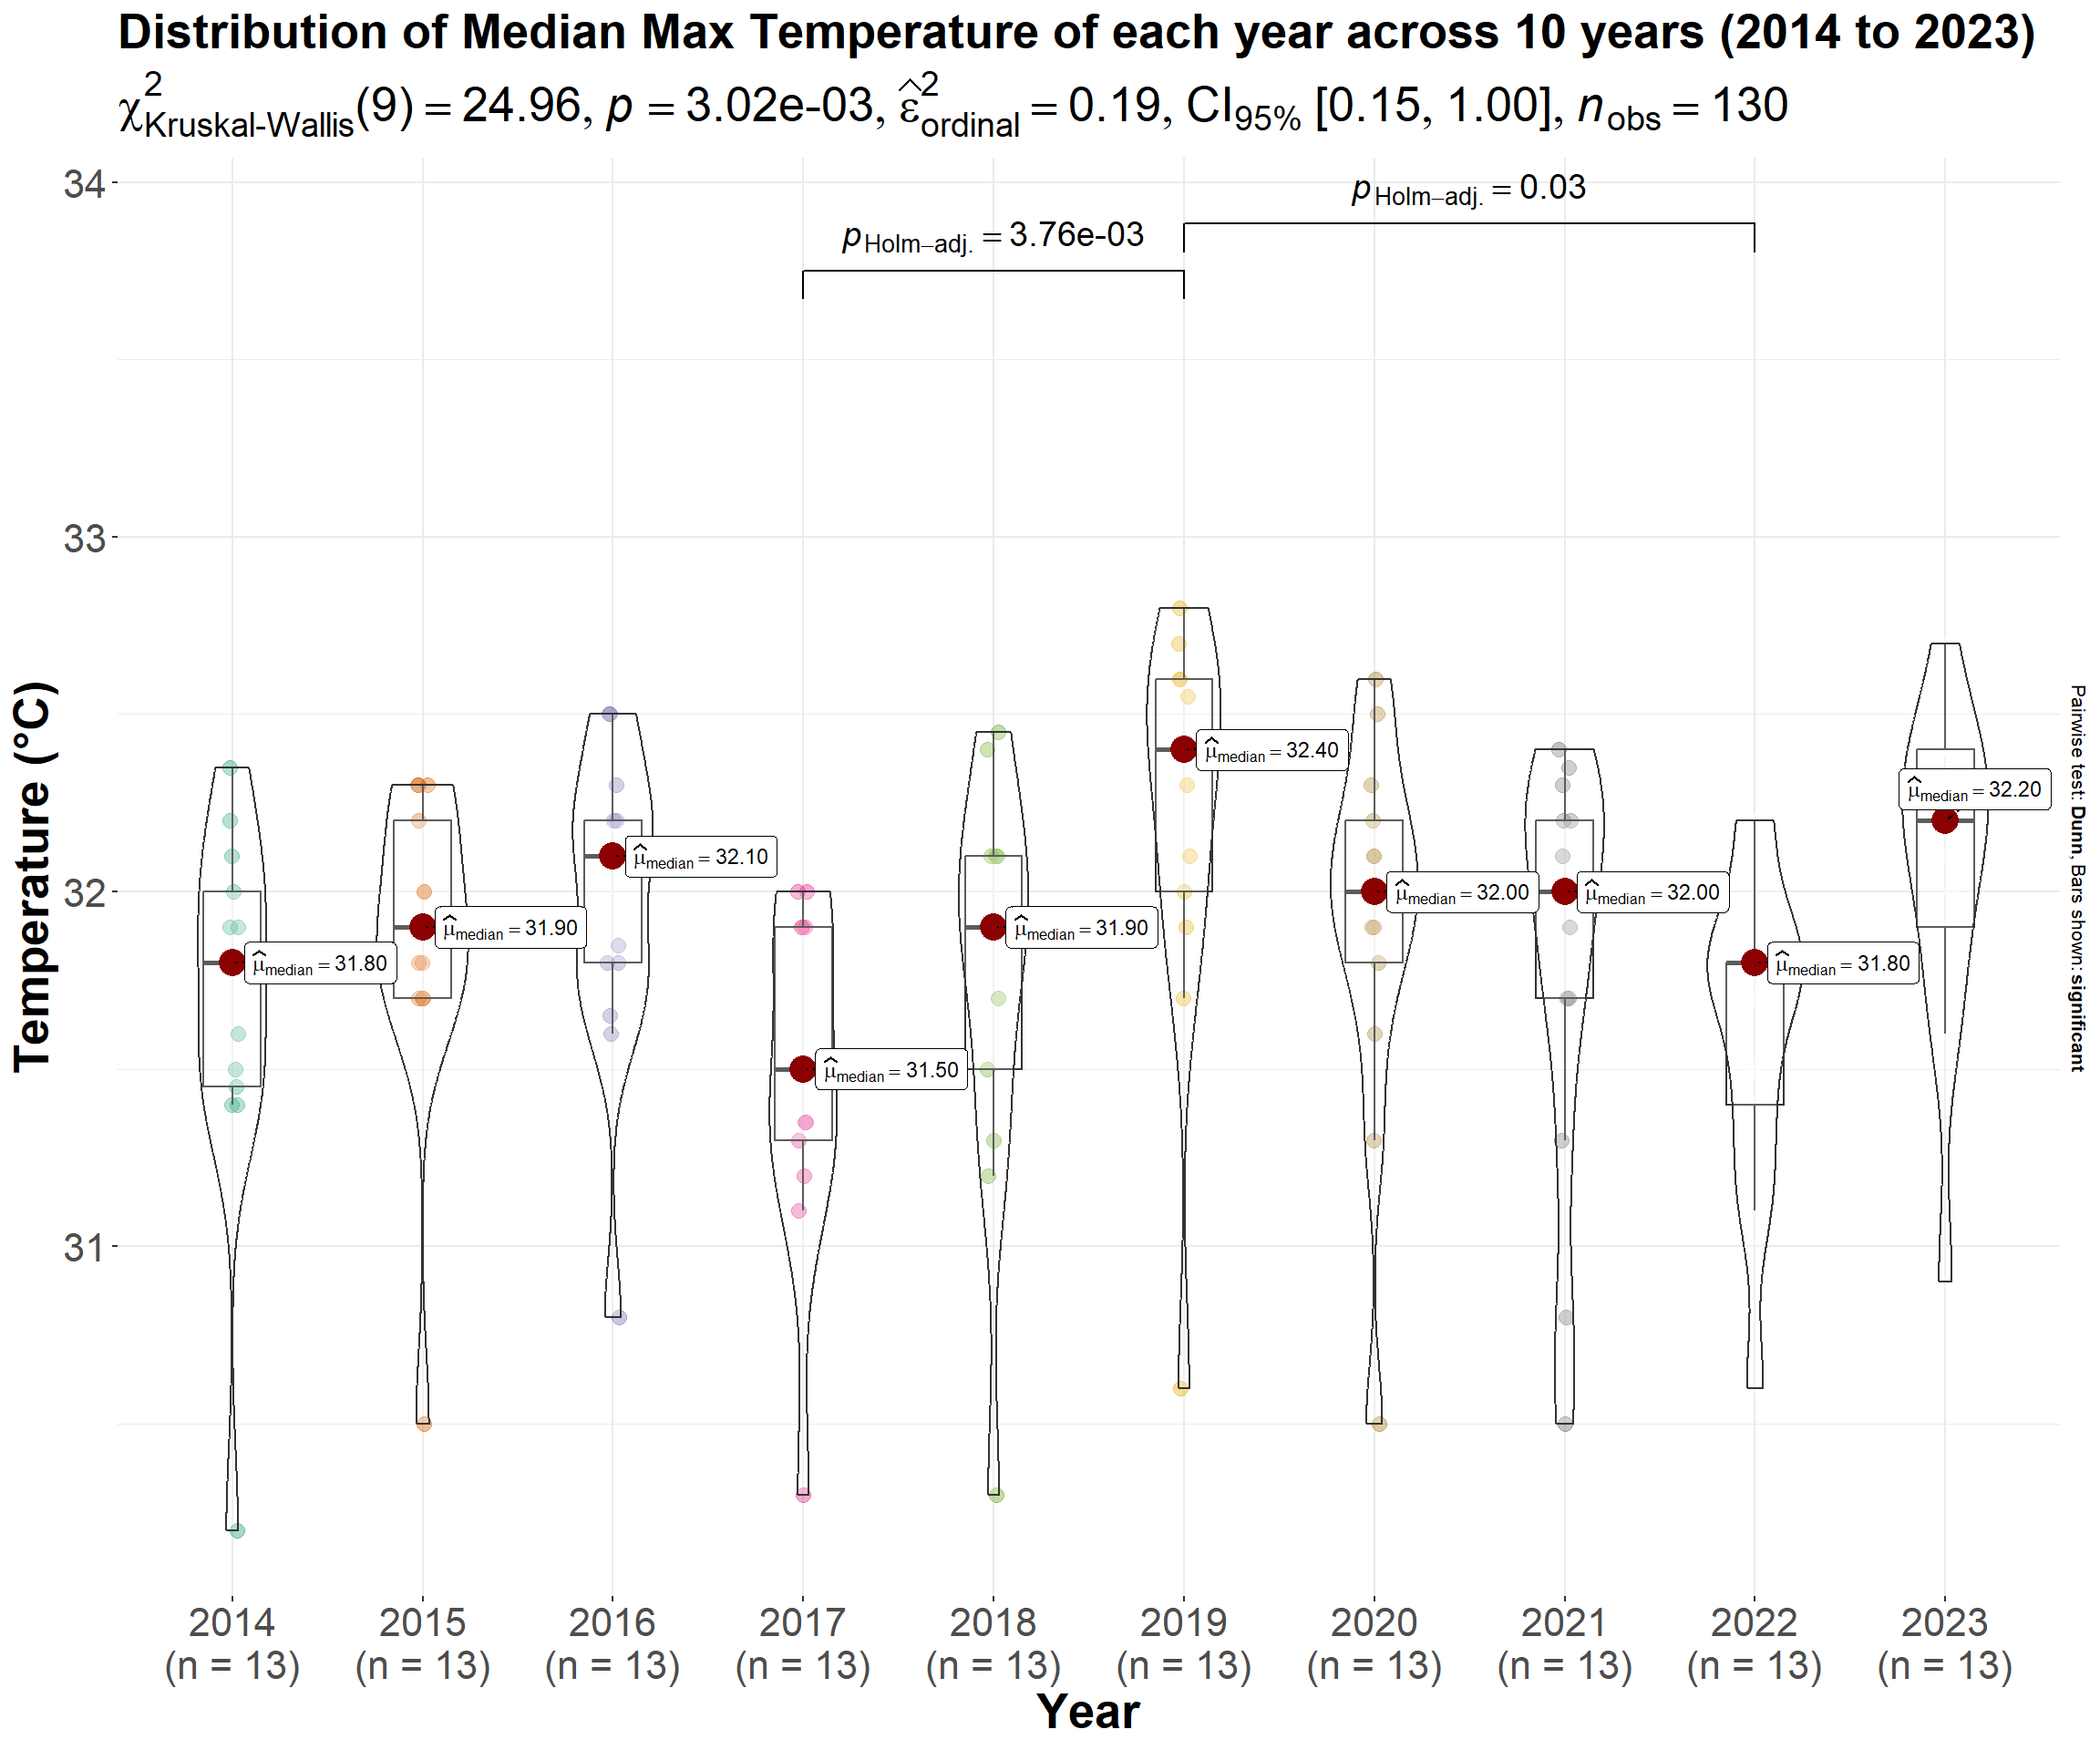 Distribution of Median Max Temperature of each year across 10 years (2014 to 2023)
χ²Kruskal-Wallis(9) = 24.96, p = 3.02e-03, ε̂²ordinal = 0.19, CI95% [0.15, 1.00], nobs = 130
34
33
32
31
Temperature (°C)
pHolm−adj. = 0.03
pHolm−adj. = 3.76e-03
μ̂median = 31.80
μ̂median = 31.90
μ̂median = 32.10
μ̂median = 31.50
μ̂median = 31.90
μ̂median = 32.40
μ̂median = 32.00
μ̂median = 32.00
μ̂median = 31.80
μ̂median = 32.20
Pairwise test: Dunn, Bars shown: significant
2014 2015 2016 2017 2018 2019 2020 2021 2022 2023
(n = 13) (n = 13) (n = 13) (n = 13) (n = 13) (n = 13) (n = 13) (n = 13) (n = 13) (n = 13)
Year